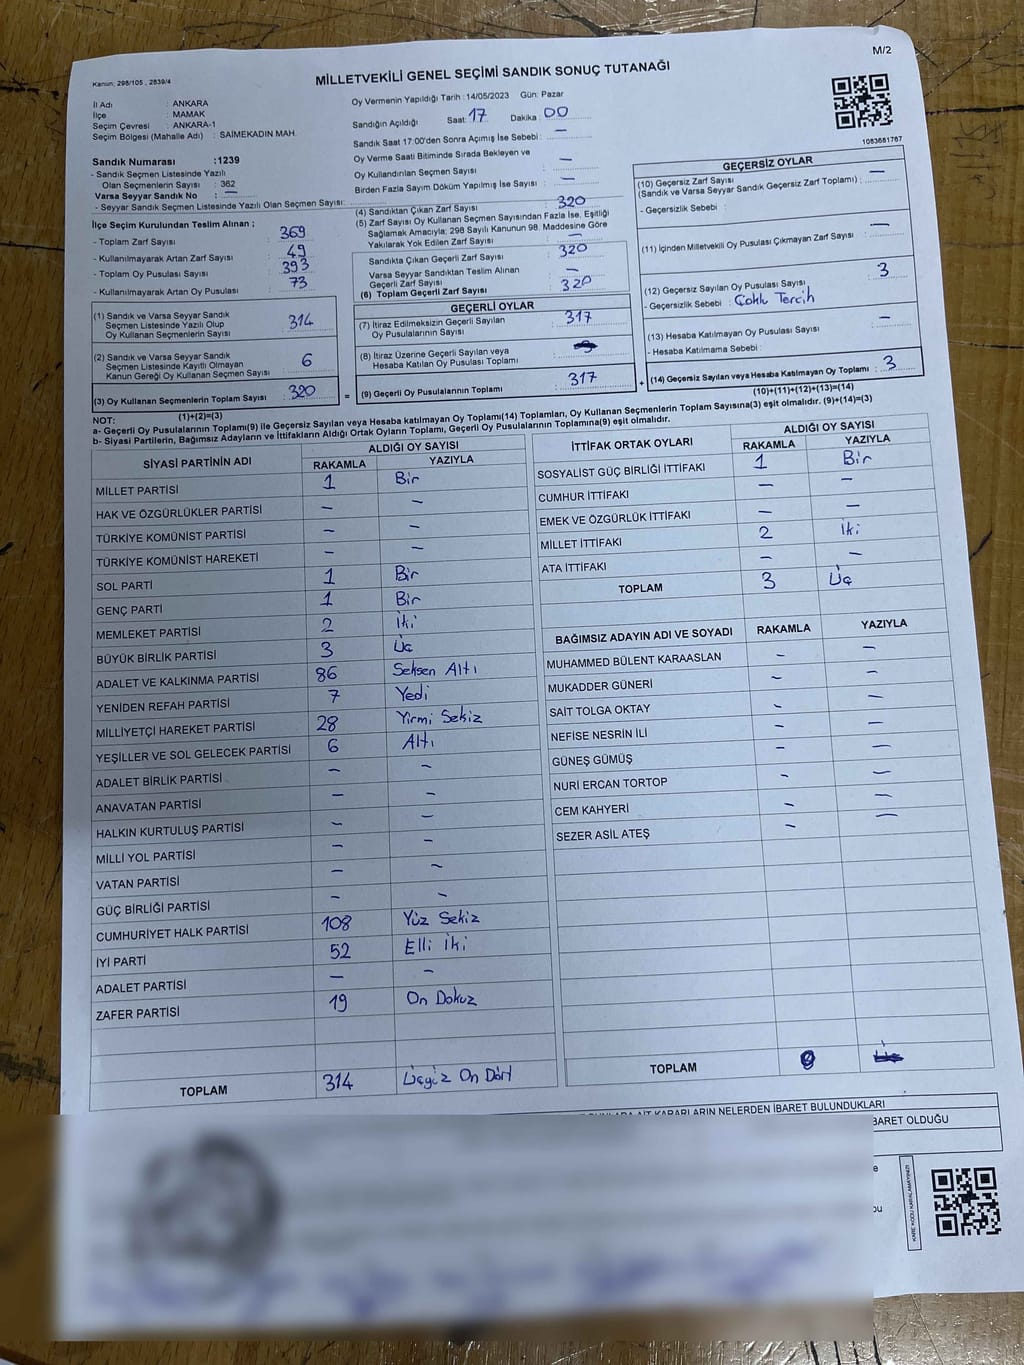 M/2
Kanun: 298/105 , 2839/4
MİLLETVEKİLİ GENEL SEÇİMİ SANDIK SONUÇ TUTANAĞI
İl Adı : ANKARA
İlçe : MAMAK
Seçim Çevresi : ANKARA-1
Seçim Bölgesi (Mahalle Adı) : SAİMEKADIN MAH.
Sandık Numarası :1239
- Sandık Seçmen Listesinde Yazılı
Olan Seçmenlerin Sayısı : 362
Varsa Seyyar Sandık No : —
- Seyyar Sandık Seçmen Listesinde Yazılı Olan Seçmen Sayısı:
Oy Vermenin Yapıldığı Tarih : 14/05/2023 Gün: Pazar
Sandığın Açıldığı Saat: 17 Dakika : 00
Sandık Saat 17:00'den Sonra Açımış İse Sebebi : —
Oy Verme Saati Bitiminde Sırada Bekleyen ve
Oy Kullandırılan Seçmen Sayısı : —
Birden Fazla Sayım Döküm Yapılmış İse Sayısı : —
1083681767
İlçe Seçim Kurulundan Teslim Alınan ;
- Toplam Zarf Sayısı : 369
- Kullanılmayarak Artan Zarf Sayısı : 49
- Toplam Oy Pusulası Sayısı : 393
- Kullanılmayarak Artan Oy Pusulası : 73
(1) Sandık ve Varsa Seyyar Sandık
Seçmen Listesinde Yazılı Olup
Oy Kullanan Seçmenlerin Sayısı : 314
(2) Sandık ve Varsa Seyyar Sandık
Seçmen Listesinde Kayıtlı Olmayan
Kanun Gereği Oy Kullanan Seçmen Sayısı : 6
(3) Oy Kullanan Seçmenlerin Toplam Sayısı : 320
(1)+(2)=(3)
(4) Sandıktan Çıkan Zarf Sayısı : 320
(5) Zarf Sayısı Oy Kullanan Seçmen Sayısından Fazla İse, Eşitliği
Sağlamak Amacıyla; 298 Sayılı Kanunun 98. Maddesine Göre
Yakılarak Yok Edilen Zarf Sayısı : —
Sandıkta Çıkan Geçerli Zarf Sayısı : 320
Varsa Seyyar Sandıktan Teslim Alınan
Geçerli Zarf Sayısı : —
(6) Toplam Geçerli Zarf Sayısı : 320
GEÇERLİ OYLAR
(7) İtiraz Edilmeksizin Geçerli Sayılan
Oy Pusulalarının Sayısı : 317
(8) İtiraz Üzerine Geçerli Sayılan veya
Hesaba Katılan Oy Pusulası Toplamı :
= (9) Geçerli Oy Pusulalarının Toplamı : 317 +
GEÇERSİZ OYLAR
(10) Geçersiz Zarf Sayısı
(Sandık ve Varsa Seyyar Sandık Geçersiz Zarf Toplamı) : —
- Geçersizlik Sebebi :
(11) İçinden Milletvekili Oy Pusulası Çıkmayan Zarf Sayısı : —
(12) Geçersiz Sayılan Oy Pusulası Sayısı : 3
- Geçersizlik Sebebi : Çoklu Tercih
(13) Hesaba Katılmayan Oy Pusulası Sayısı : —
- Hesaba Katılmama Sebebi :
(14) Geçersiz Sayılan veya Hesaba Katılmayan Oy Toplamı : 3
(10)+(11)+(12)+(13)=(14)
NOT:
a- Geçerli Oy Pusulalarının Toplamı(9) ile Geçersiz Sayılan veya Hesaba katılmayan Oy Toplamı(14) Toplamları, Oy Kullanan Seçmenlerin Toplam Sayısına(3) eşit olmalıdır. (9)+(14)=(3)
b- Siyasi Partilerin, Bağımsız Adayların ve İttifakların Aldığı Ortak Oyların Toplamı, Geçerli Oy Pusulalarının Toplamına(9) eşit olmalıdır.
SİYASİ PARTİNİN ADI ALDIĞI OY SAYISI
RAKAMLA YAZIYLA
MİLLET PARTİSİ 1 Bir
HAK VE ÖZGÜRLÜKLER PARTİSİ — —
TÜRKİYE KOMÜNİST PARTİSİ — —
TÜRKİYE KOMÜNİST HAREKETİ — —
SOL PARTİ 1 Bir
GENÇ PARTİ 1 Bir
MEMLEKET PARTİSİ 2 İki
BÜYÜK BİRLİK PARTİSİ 3 Üç
ADALET VE KALKINMA PARTİSİ 86 Seksen Altı
YENİDEN REFAH PARTİSİ 7 Yedi
MİLLİYETÇİ HAREKET PARTİSİ 28 Yirmi Sekiz
YEŞİLLER VE SOL GELECEK PARTİSİ 6 Altı
ADALET BİRLİK PARTİSİ — —
ANAVATAN PARTİSİ — —
HALKIN KURTULUŞ PARTİSİ — —
MİLLİ YOL PARTİSİ — —
VATAN PARTİSİ — —
GÜÇ BİRLİĞİ PARTİSİ — —
CUMHURİYET HALK PARTİSİ 108 Yüz Sekiz
İYİ PARTİ 52 Elli İki
ADALET PARTİSİ — —
ZAFER PARTİSİ 19 On Dokuz
TOPLAM 314 Üçyüz On Dört
İTTİFAK ORTAK OYLARI ALDIĞI OY SAYISI
RAKAMLA YAZIYLA
SOSYALİST GÜÇ BİRLİĞİ İTTİFAKI 1 Bir
CUMHUR İTTİFAKI — —
EMEK VE ÖZGÜRLÜK İTTİFAKI — —
MİLLET İTTİFAKI 2 İki
ATA İTTİFAKI — —
TOPLAM 3 Üç
BAĞIMSIZ ADAYIN ADI VE SOYADI RAKAMLA YAZIYLA
MUHAMMED BÜLENT KARAASLAN — —
MUKADDER GÜNERİ — —
SAİT TOLGA OKTAY — —
NEFİSE NESRİN İLİ — —
GÜNEŞ GÜMÜŞ — —
NURİ ERCAN TORTOP — —
CEM KAHYERİ — —
SEZER ASİL ATEŞ — —
TOPLAM
KARARLARIN NELERDEN İBARET BULUNDUKLARI
BARET OLDUĞU